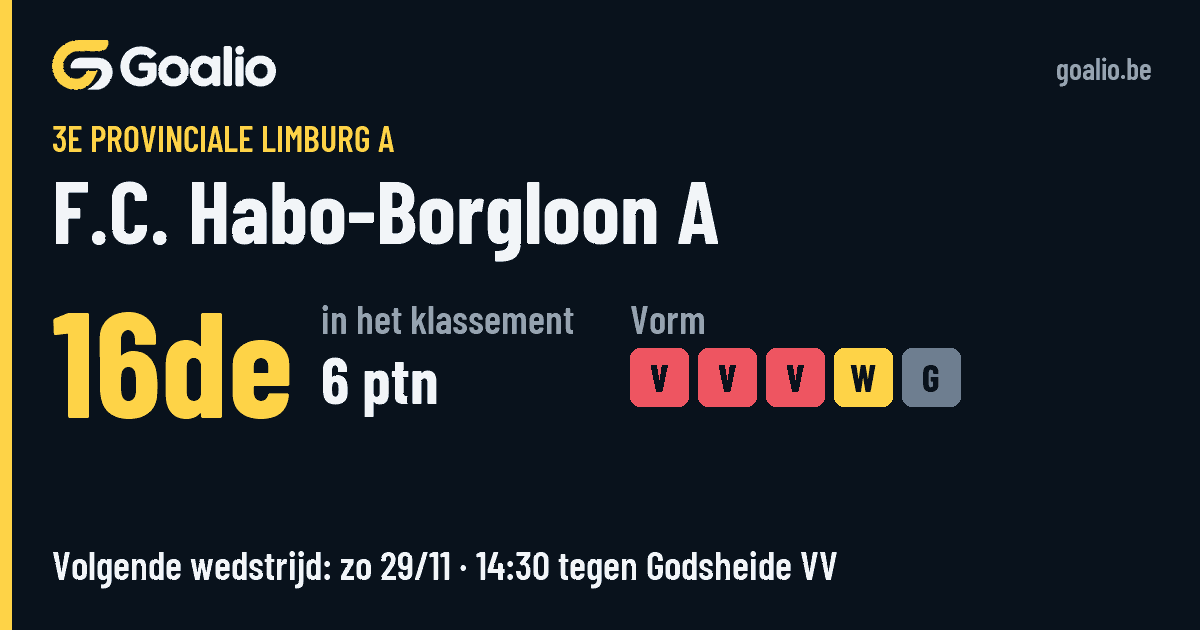 Goalio
goalio.be
3E PROVINCIALE LIMBURG A
F.C. Habo-Borgloon A
16de
in het klassement
6 ptn
Vorm
V V V W G
Volgende wedstrijd: zo 29/11 · 14:30 tegen Godsheide VV